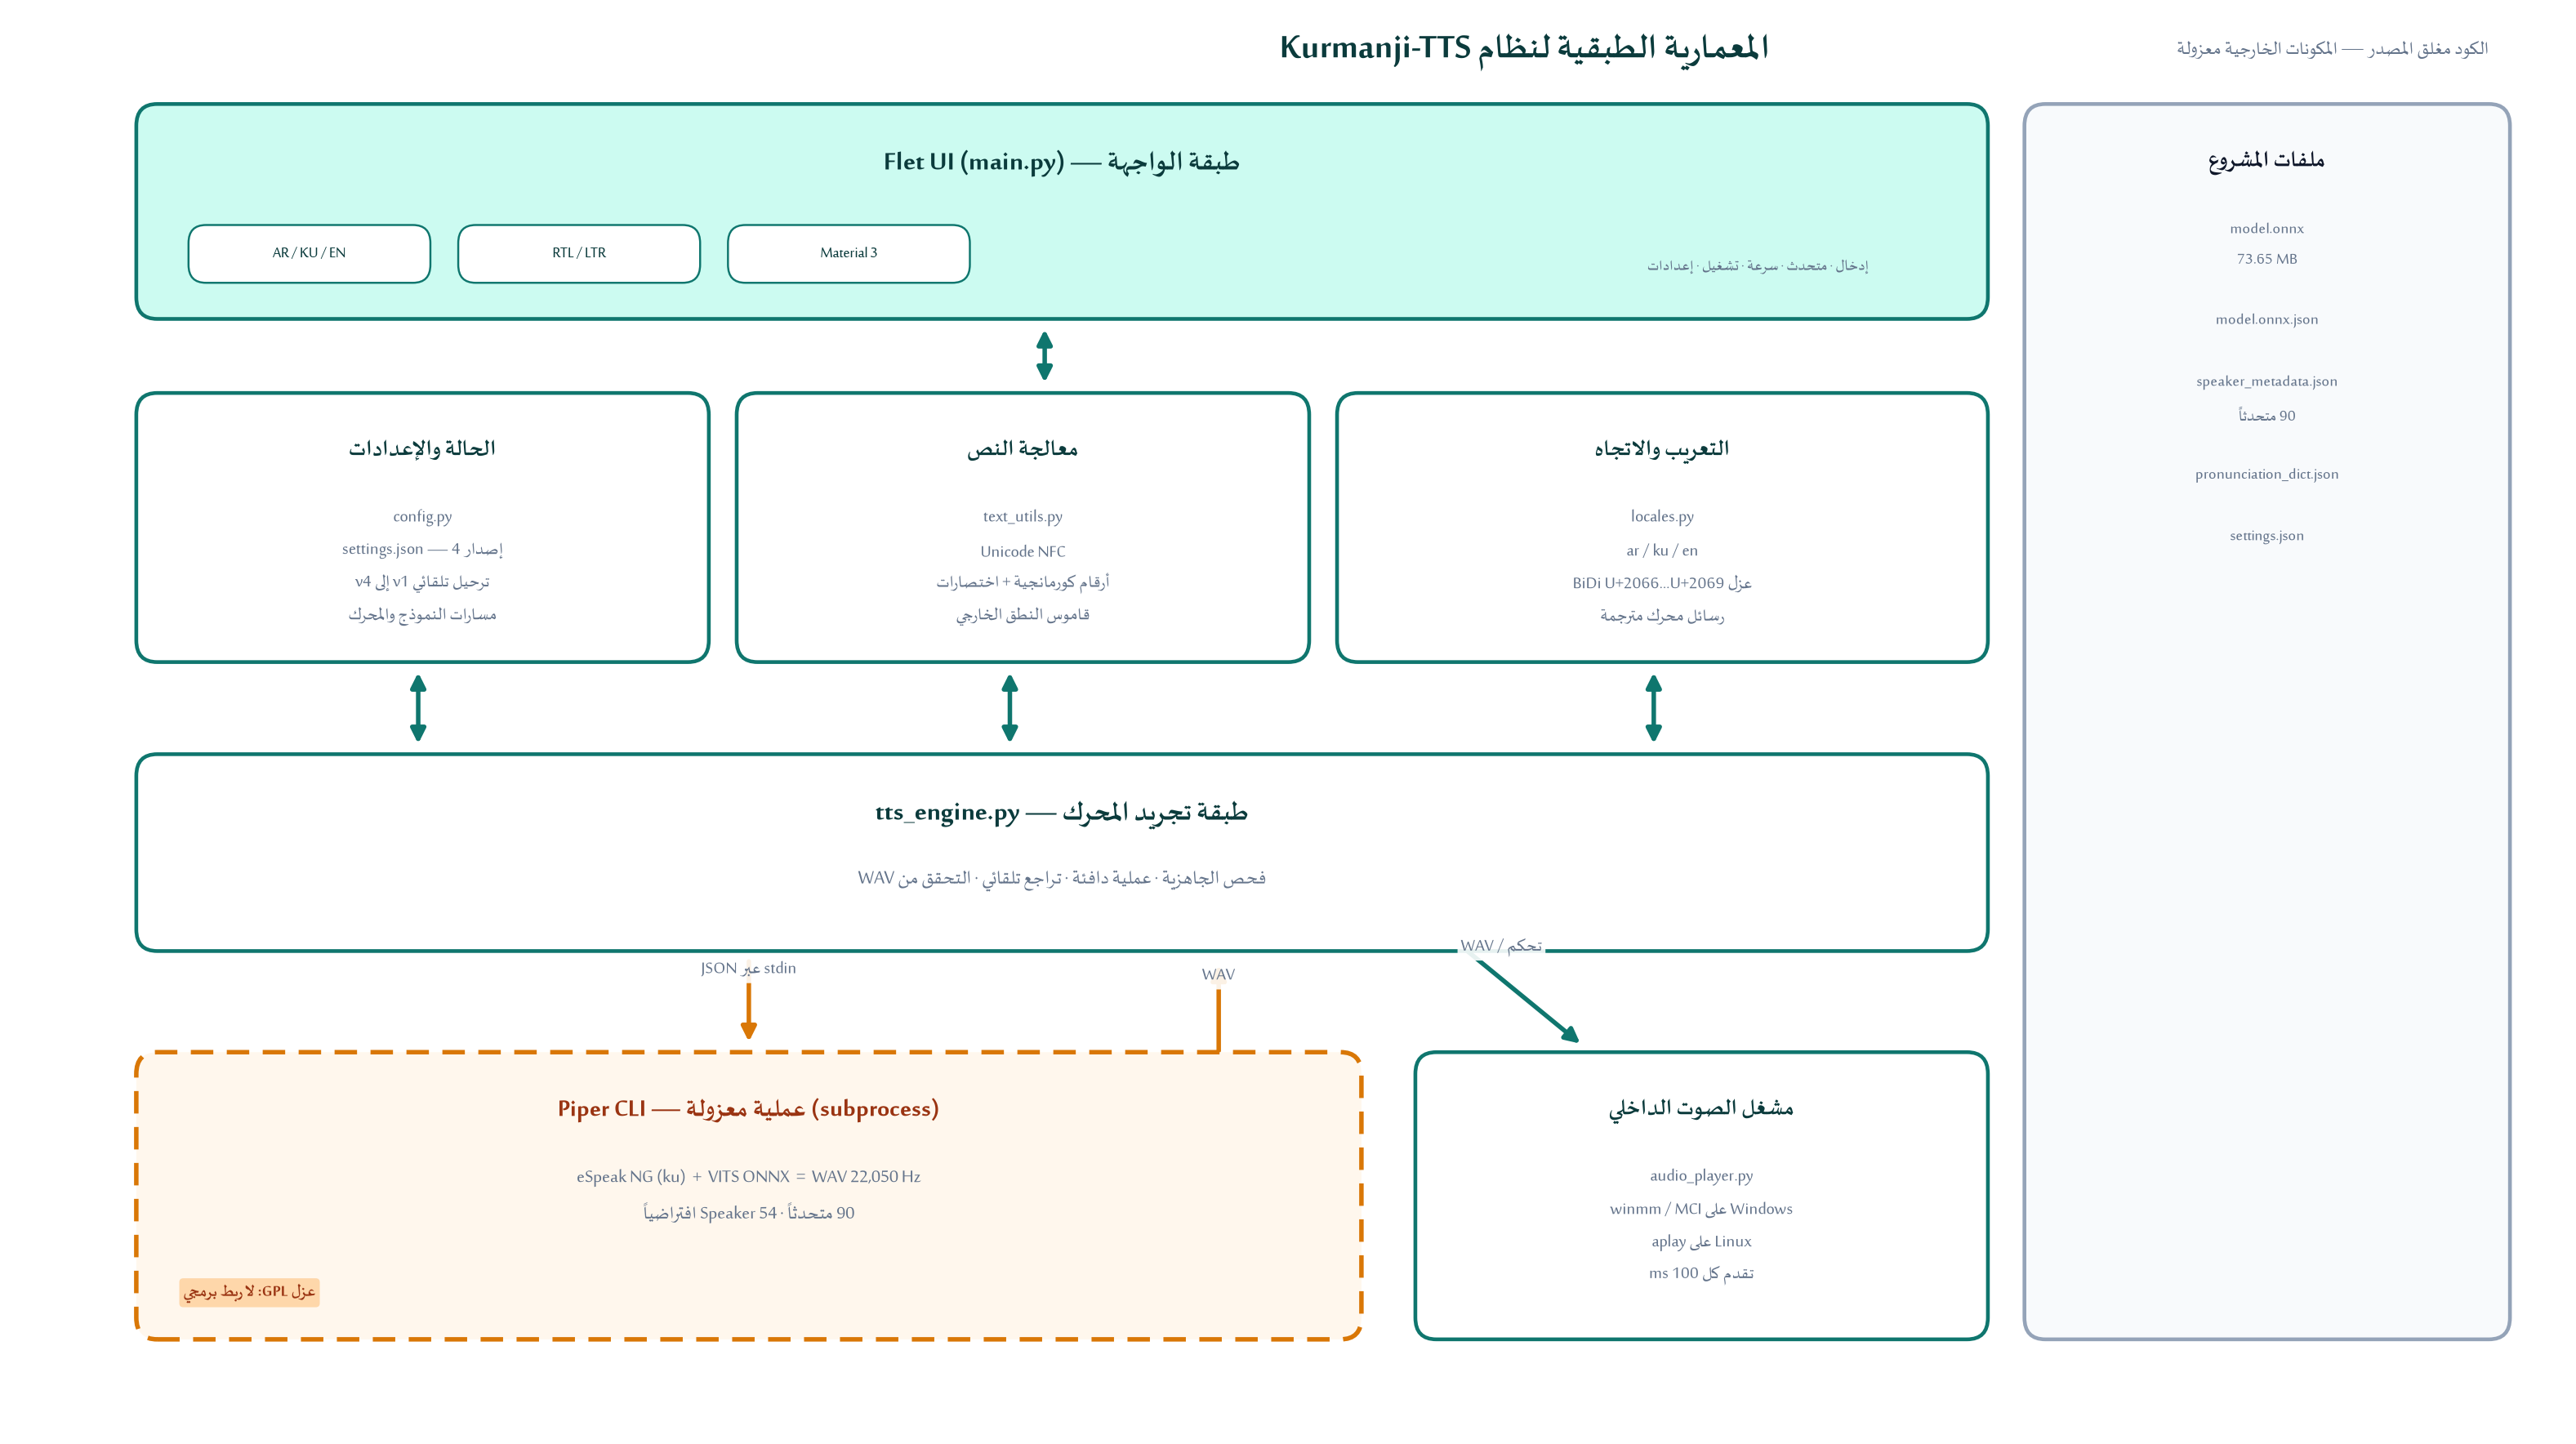 المعمارية الطبقية لنظام Kurmanji-TTS
الكود مغلق المصدر — المكونات الخارجية معزولة
طبقة الواجهة — Flet UI (main.py)
AR / KU / EN
RTL / LTR
Material 3
إدخال · متحدث · سرعة · تشغيل · إعدادات
ملفات المشروع
model.onnx
73.65 MB
model.onnx.json
speaker_metadata.json
90 متحدثاً
pronunciation_dict.json
settings.json
الحالة والإعدادات
config.py
settings.json — إصدار 4
ترحيل تلقائي v1 إلى v4
مسارات النموذج والمحرك
معالجة النص
text_utils.py
Unicode NFC
أرقام كورمانجية + اختصارات
قاموس النطق الخارجي
التعريب والاتجاه
locales.py
ar / ku / en
عزل BiDi U+2066...U+2069
رسائل محرك مترجمة
طبقة تجريد المحرك — tts_engine.py
فحص الجاهزية · عملية دافئة · تراجع تلقائي · التحقق من WAV
JSON عبر stdin
WAV
WAV / تحكم
Piper CLI — عملية معزولة (subprocess)
eSpeak NG (ku) + VITS ONNX = WAV 22,050 Hz
90 متحدثاً · Speaker 54 افتراضياً
عزل GPL: لا ربط برمجي
مشغل الصوت الداخلي
audio_player.py
winmm / MCI على Windows
aplay على Linux
تقدم كل 100 ms